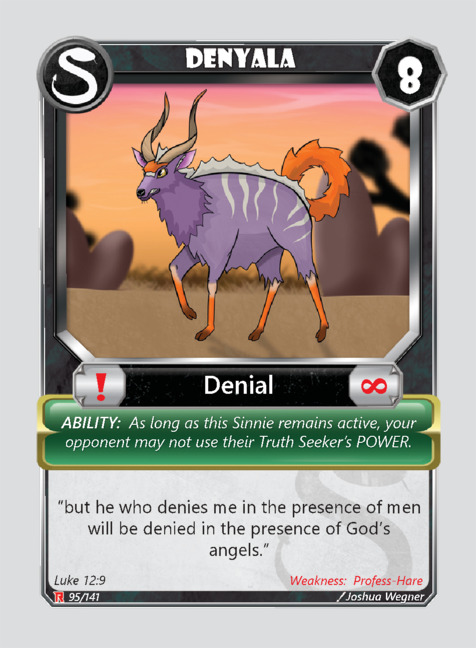 S
DENYALA
8
!
Denial
∞
ABILITY: As long as this Sinnie remains active, your
opponent may not use their Truth Seeker's POWER.
“but he who denies me in the presence of men
will be denied in the presence of God's
angels.”
Luke 12:9
Weakness: Profess-Hare
R 95/141
Joshua Wegner